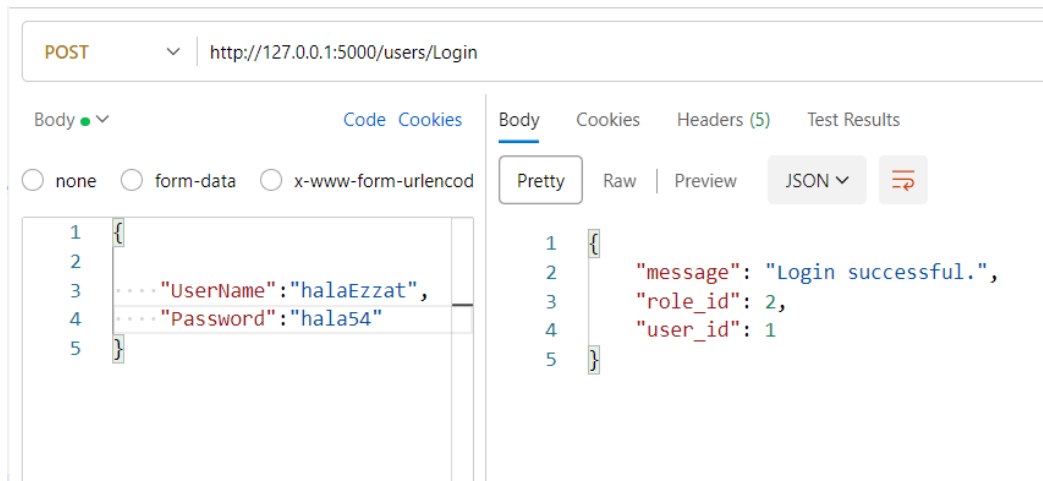 POST http://127.0.0.1:5000/users/Login
Body Code Cookies
none form-data x-www-form-urlencod
1 {
2
3 "UserName":"halaEzzat",
4 "Password":"hala54"
5 }
Body Cookies Headers (5) Test Results
Pretty Raw Preview JSON
1 {
2 "message": "Login successful.",
3 "role_id": 2,
4 "user_id": 1
5 }